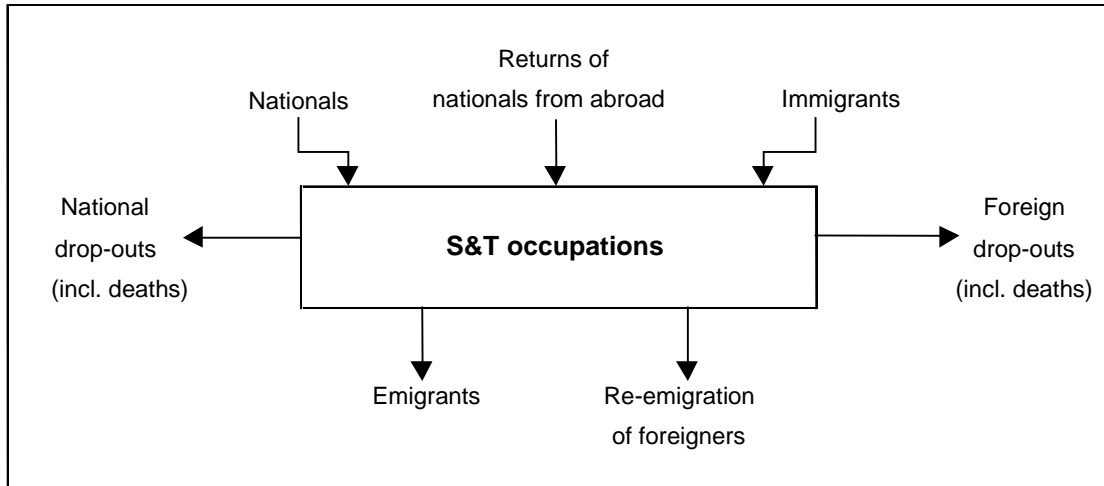 Returns of
nationals from abroad
Nationals
Immigrants
National
drop-outs
(incl. deaths)
S&T occupations
Foreign
drop-outs
(incl. deaths)
Emigrants
Re-emigration
of foreigners